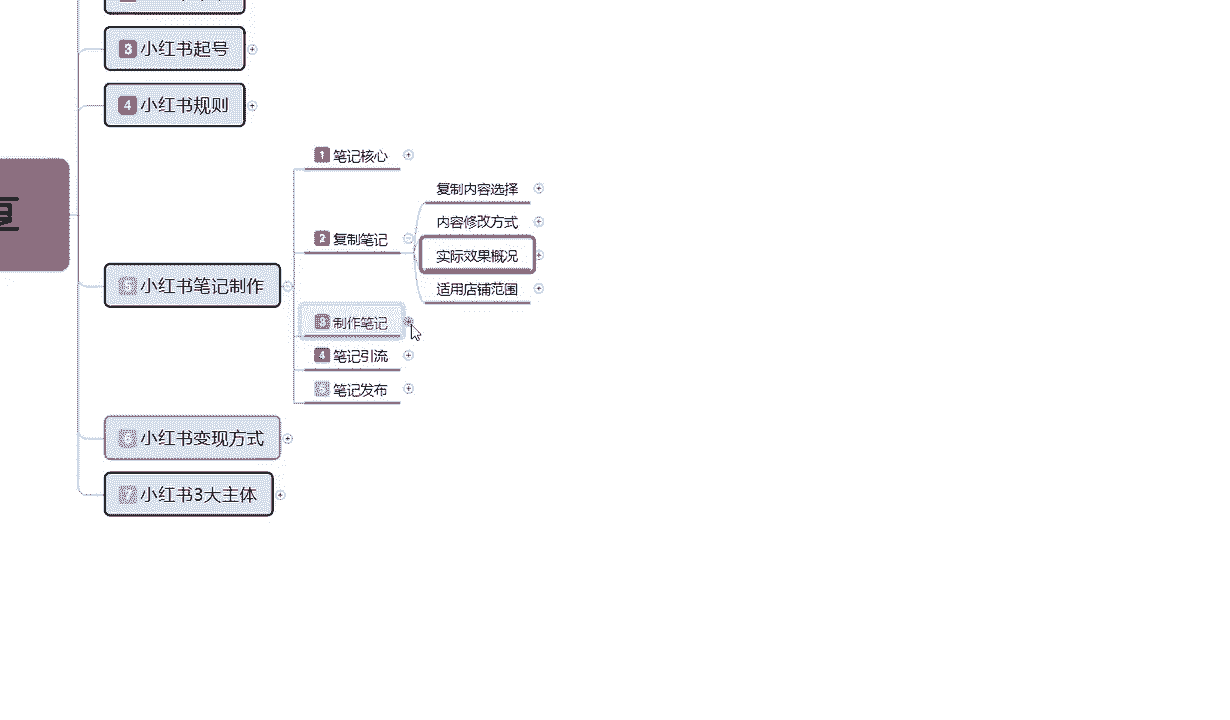 3 小红书起号
4 小红书规则
1 笔记核心
复制内容选择
内容修改方式
2 复制笔记
实际效果概况
适用店铺范围
5 小红书笔记制作
3 制作笔记
4 笔记引流
笔记发布
6 小红书变现方式
7 小红书3大主体